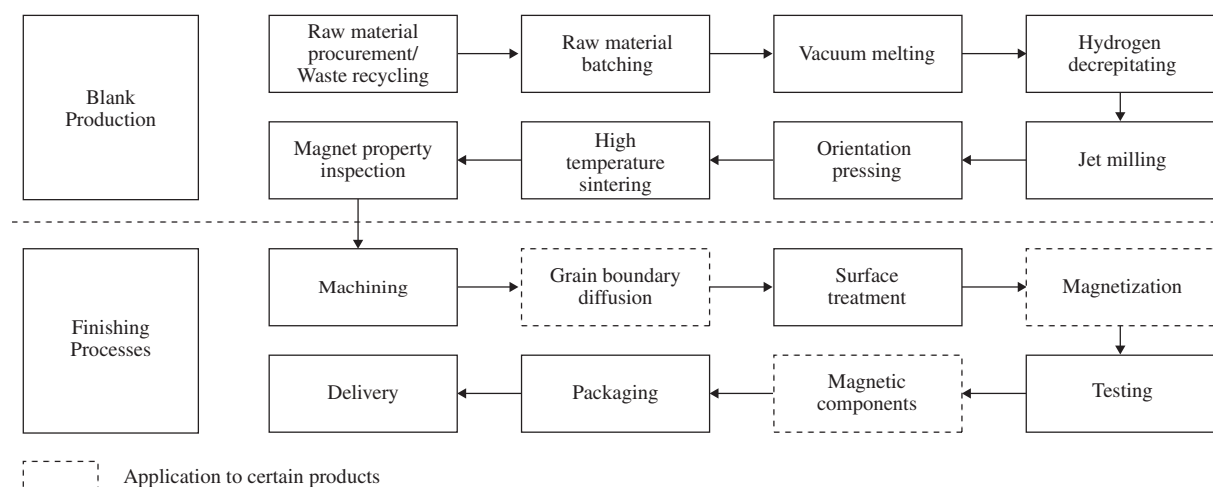 Blank
Production
Raw material
procurement/
Waste recycling
Raw material
batching
Vacuum melting
Hydrogen
decrepitating
Jet milling
Orientation
pressing
High
temperature
sintering
Magnet property
inspection
Finishing
Processes
Machining
Grain boundary
diffusion
Surface
treatment
Magnetization
Testing
Magnetic
components
Packaging
Delivery
Application to certain products